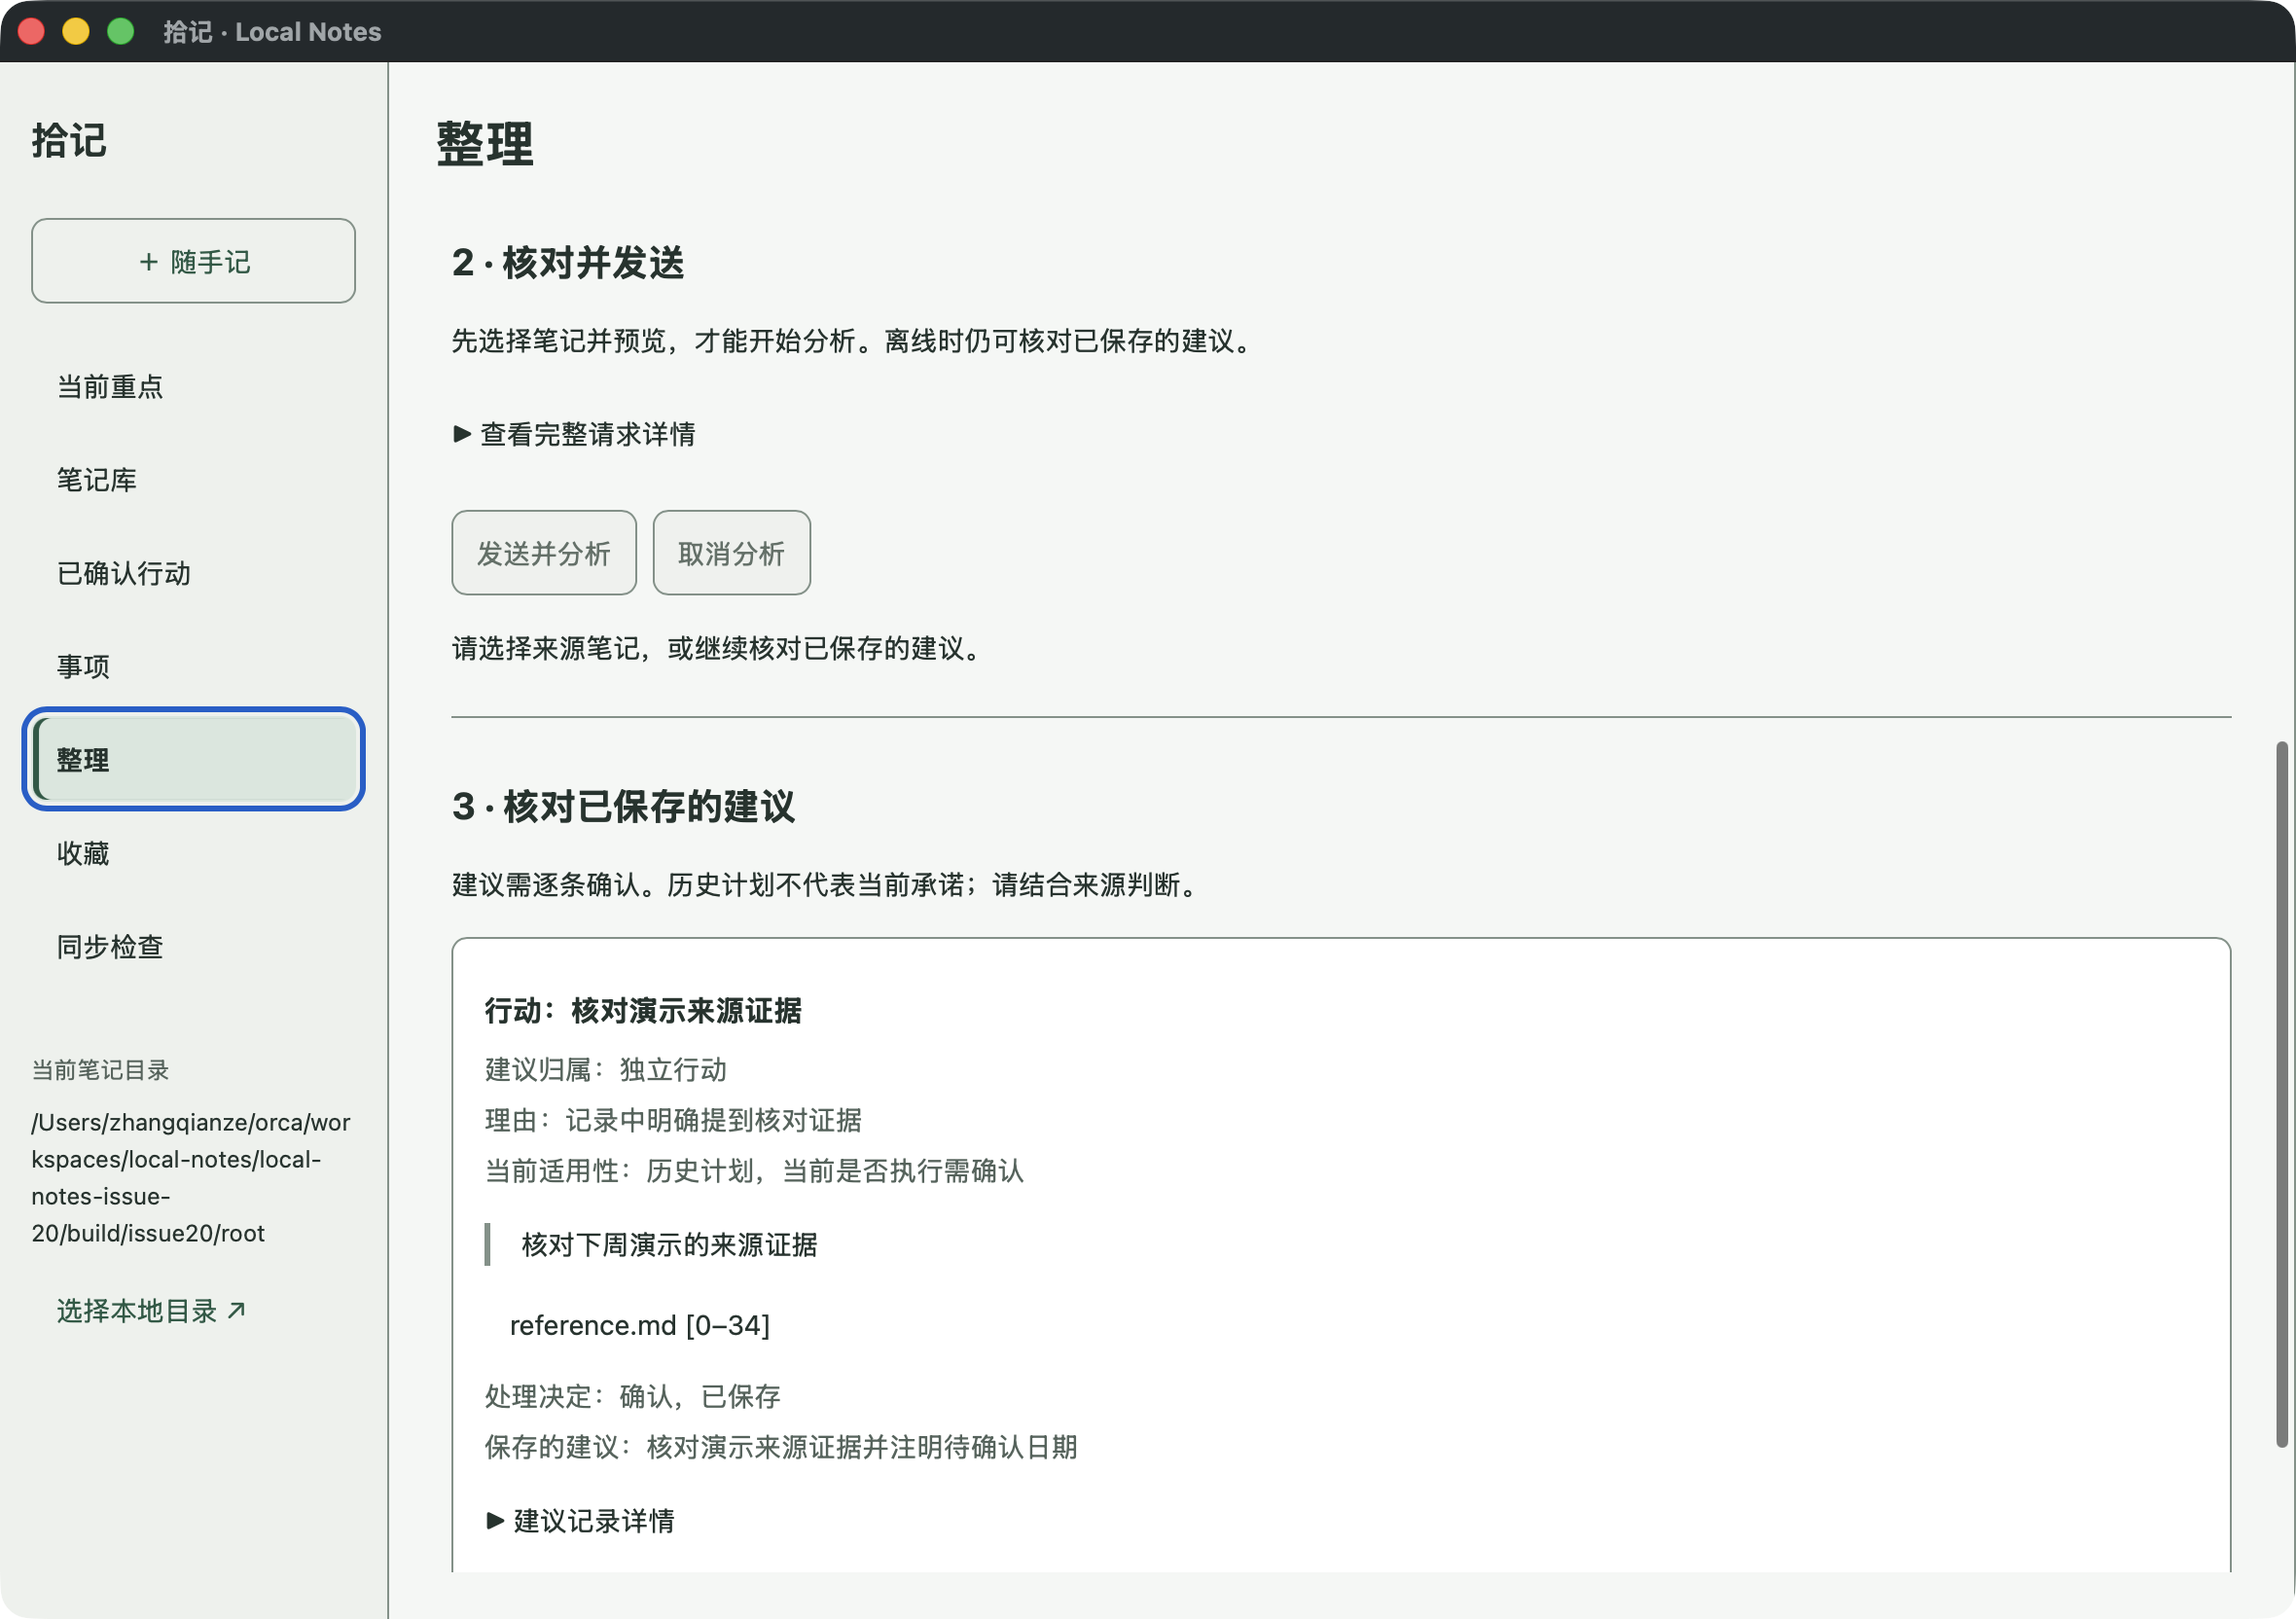 拾记 · Local Notes
拾记
+ 随手记
当前重点
笔记库
已确认行动
事项
整理
收藏
同步检查
当前笔记目录
/Users/zhangqianze/orca/wor
kspaces/local-notes/local-
notes-issue-
20/build/issue20/root
选择本地目录 ↗
整理
2 · 核对并发送
先选择笔记并预览，才能开始分析。离线时仍可核对已保存的建议。
▶ 查看完整请求详情
发送并分析 取消分析
请选择来源笔记，或继续核对已保存的建议。
3 · 核对已保存的建议
建议需逐条确认。历史计划不代表当前承诺；请结合来源判断。
行动：核对演示来源证据
建议归属：独立行动
理由：记录中明确提到核对证据
当前适用性：历史计划，当前是否执行需确认
核对下周演示的来源证据
reference.md [0–34]
处理决定：确认，已保存
保存的建议：核对演示来源证据并注明待确认日期
▶ 建议记录详情